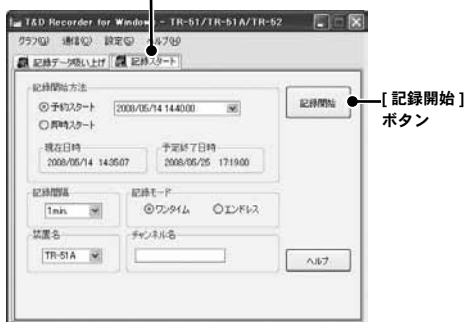 T&D Recorder for Windows - TR-51/TR-51A/TR-52
グラフ(G) 通信(C) 設定(S) ヘルプ(H)
記録データ吸い上げ 記録スタート
記録開始方法
予約スタート 2008/05/14 14:40:00
即時スタート
記録開始
[ 記録開始 ]
ボタン
現在日時 予定終了日時
2008/05/14 14:35:07 2008/05/25 17:19:00
記録間隔 記録モード
1min. ワンタイム エンドレス
装置名 チャンネル名
TR-51A
ヘルプ